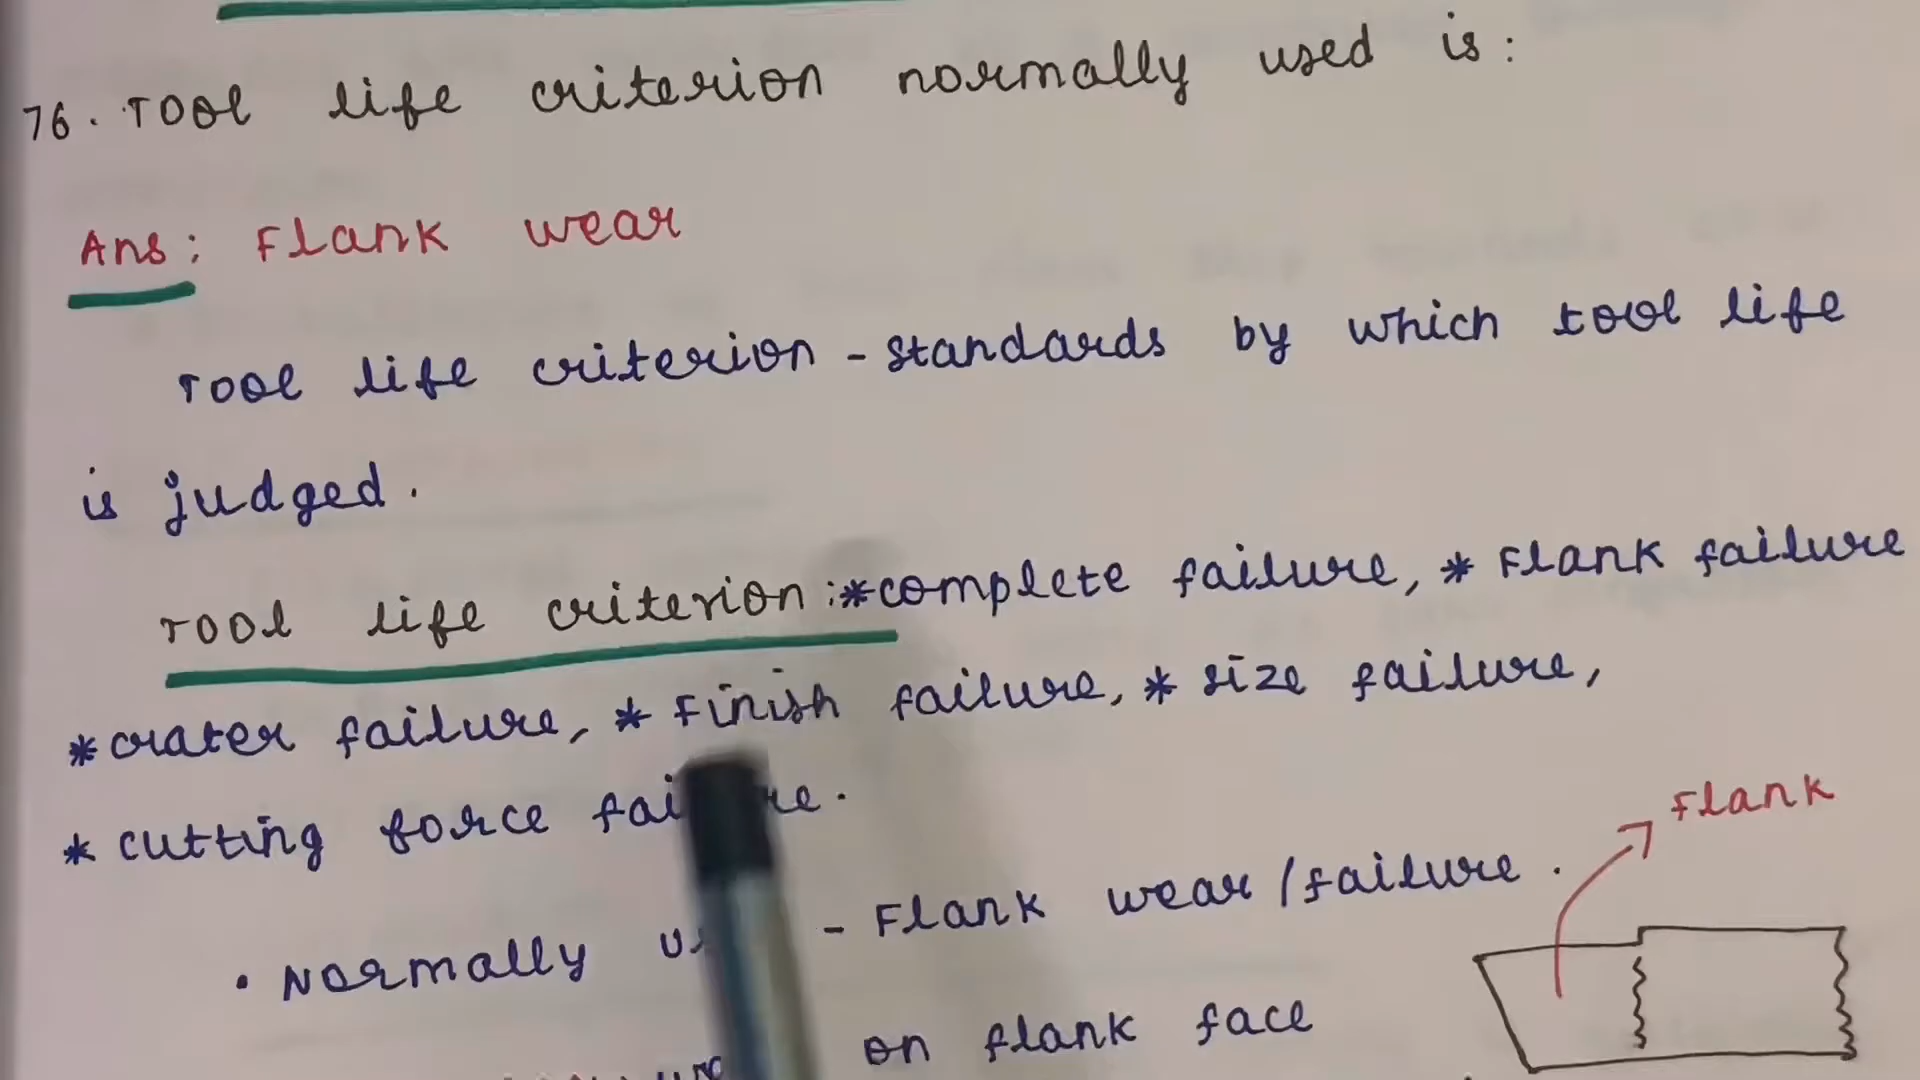 76. Tool life criterion normally used is:
Ans: Flank wear
Tool life criterion - standards by which tool life
is judged.
Tool life criterion: * complete failure, * Flank failure
* crater failure, * Finish failure, * size failure,
* cutting force failure.
Flank
• Normally - Flank wear/failure.
on flank face